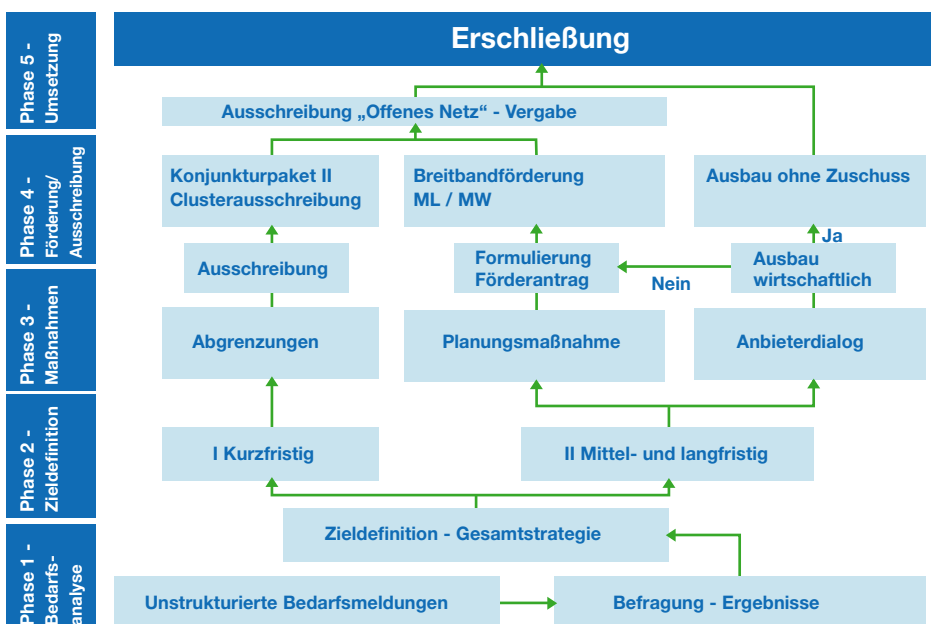 Erschließung
Phase 5 -
Umsetzung
Ausschreibung „Offenes Netz“ - Vergabe
Phase 4 -
Förderung/
Ausschreibung
Konjunkturpaket II
Clusterausschreibung
Breitbandförderung
ML / MW
Ausbau ohne Zuschuss
Ja
Ausschreibung
Formulierung
Förderantrag
Nein
Ausbau
wirtschaftlich
Phase 3 -
Maßnahmen
Abgrenzungen
Planungsmaßnahme
Anbieterdialog
Phase 2 -
Zieldefinition
I Kurzfristig
II Mittel- und langfristig
Zieldefinition - Gesamtstrategie
Phase 1 -
Bedarfs-
analyse
Unstrukturierte Bedarfsmeldungen
Befragung - Ergebnisse